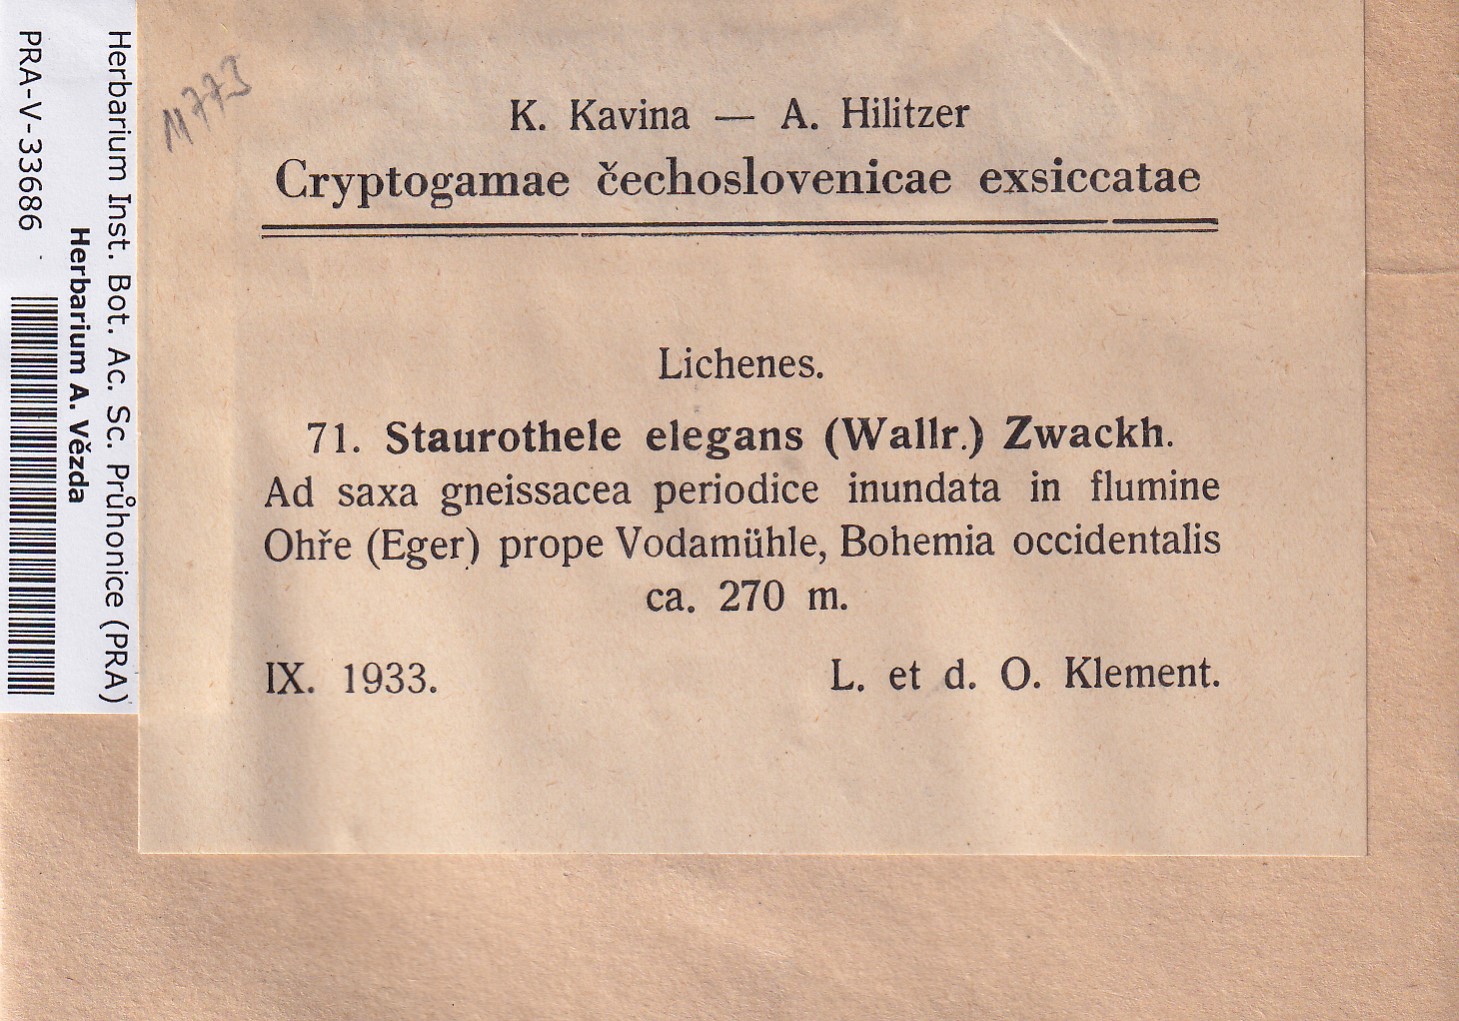 Herbarium Inst. Bot. Ac. Sc. Průhonice (PRA)
Herbarium A. Vězda
PRA-V-33686
11773
K. Kavina — A. Hilitzer
Cryptogamae čechoslovenicae exsiccatae
Lichenes.
71. Staurothele elegans (Wallr.) Zwackh.
Ad saxa gneissacea periodice inundata in flumine
Ohře (Eger) prope Vodamühle, Bohemia occidentalis
ca. 270 m.
IX. 1933. L. et d. O. Klement.